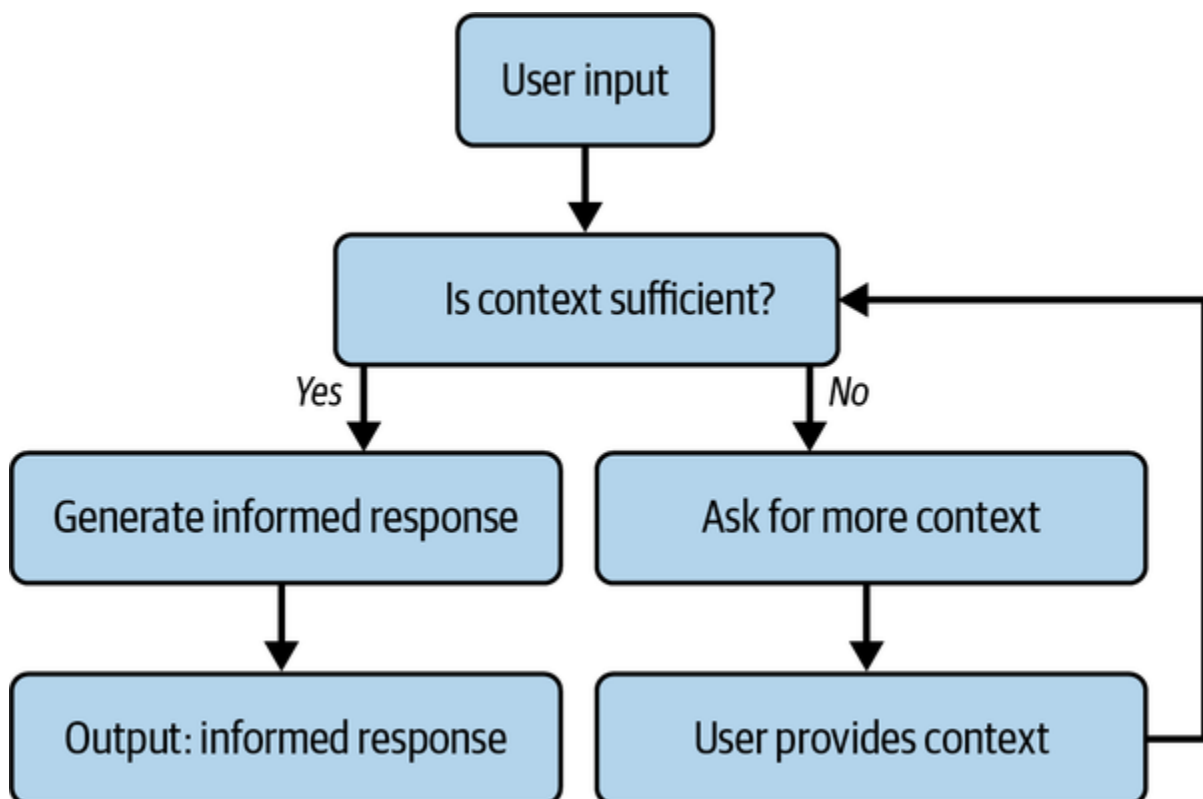 User input
Is context sufficient?
Yes
No
Generate informed response
Ask for more context
Output: informed response
User provides context